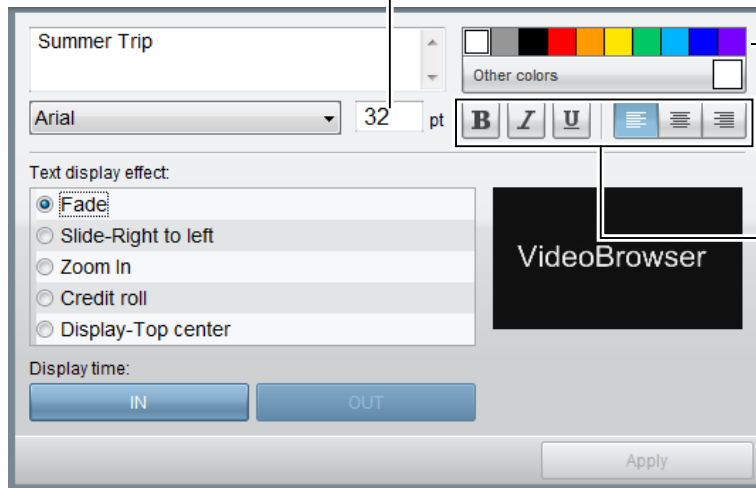 Summer Trip
Other colors
Arial 32 pt B I U
Text display effect:
Fade
Slide-Right to left
Zoom In
Credit roll
Display-Top center
VideoBrowser
Display time:
IN OUT
Apply